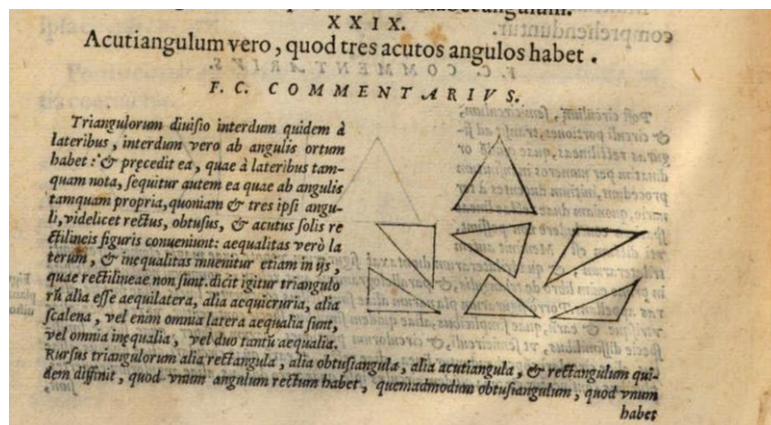 XXIX.
Acutiangulum vero, quod tres acutos angulos habet.
F. C. COMMENTARIVS.
Triangulorum diuisio interdum quidem à
lateribus, interdum vero ab angulis ortum
habet: & pręcedit ea, quae à lateribus tam-
quam nota, sequitur autem ea quae ab angulis
tamquam propria, quoniam & tres ipsi angu-
li, videlicet rectus, obtusus, & acutus solis re
ctilineis figuris conueniunt: aequalitas verò la
terum, & inequalitas inuenitur etiam in ijs,
quae rectilineae non sunt. dicit igitur triangulo
rũ alia esse aequilatera, alia aequicruria, alia
scalena, vel enim omnia latera aequalia sunt,
vel omnia inęqualia, vel duo tantũ aequalia.
Rursus triangulorum alia rectangula, alia obtusiangula, alia acutiangula, & rectangulum qui-
dem diffinit, quod vnum angulum rectum habet, quemadmodum obtusiangulum, quod vnum
habet